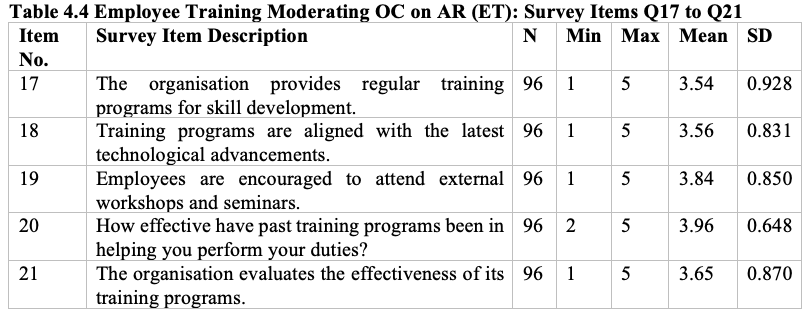 Table 4.4 Employee Training Moderating OC on AR (ET): Survey Items Q17 to Q21
Item No. Survey Item Description N Min Max Mean SD
17 The organisation provides regular training 96 1 5 3.54 0.928
programs for skill development.
18 Training programs are aligned with the latest 96 1 5 3.56 0.831
technological advancements.
19 Employees are encouraged to attend external 96 1 5 3.84 0.850
workshops and seminars.
20 How effective have past training programs been in 96 2 5 3.96 0.648
helping you perform your duties?
21 The organisation evaluates the effectiveness of its 96 1 5 3.65 0.870
training programs.